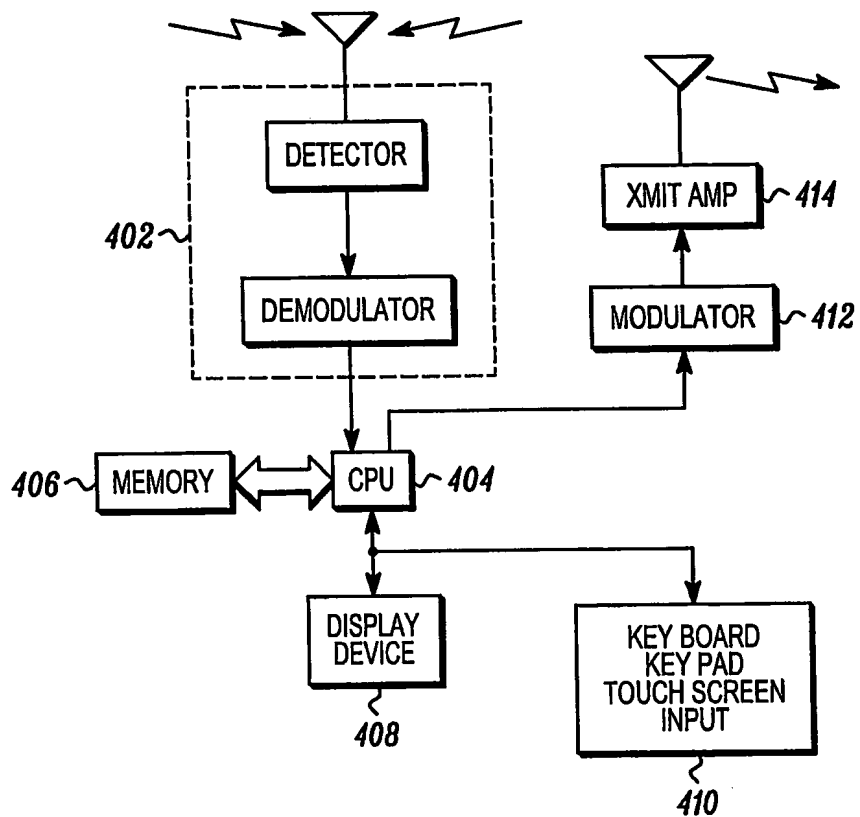 DETECTOR
XMIT AMP
414
402
DEMODULATOR
MODULATOR
412
406
MEMORY
CPU
404
DISPLAY
DEVICE
408
KEY BOARD
KEY PAD
TOUCH SCREEN
INPUT
410